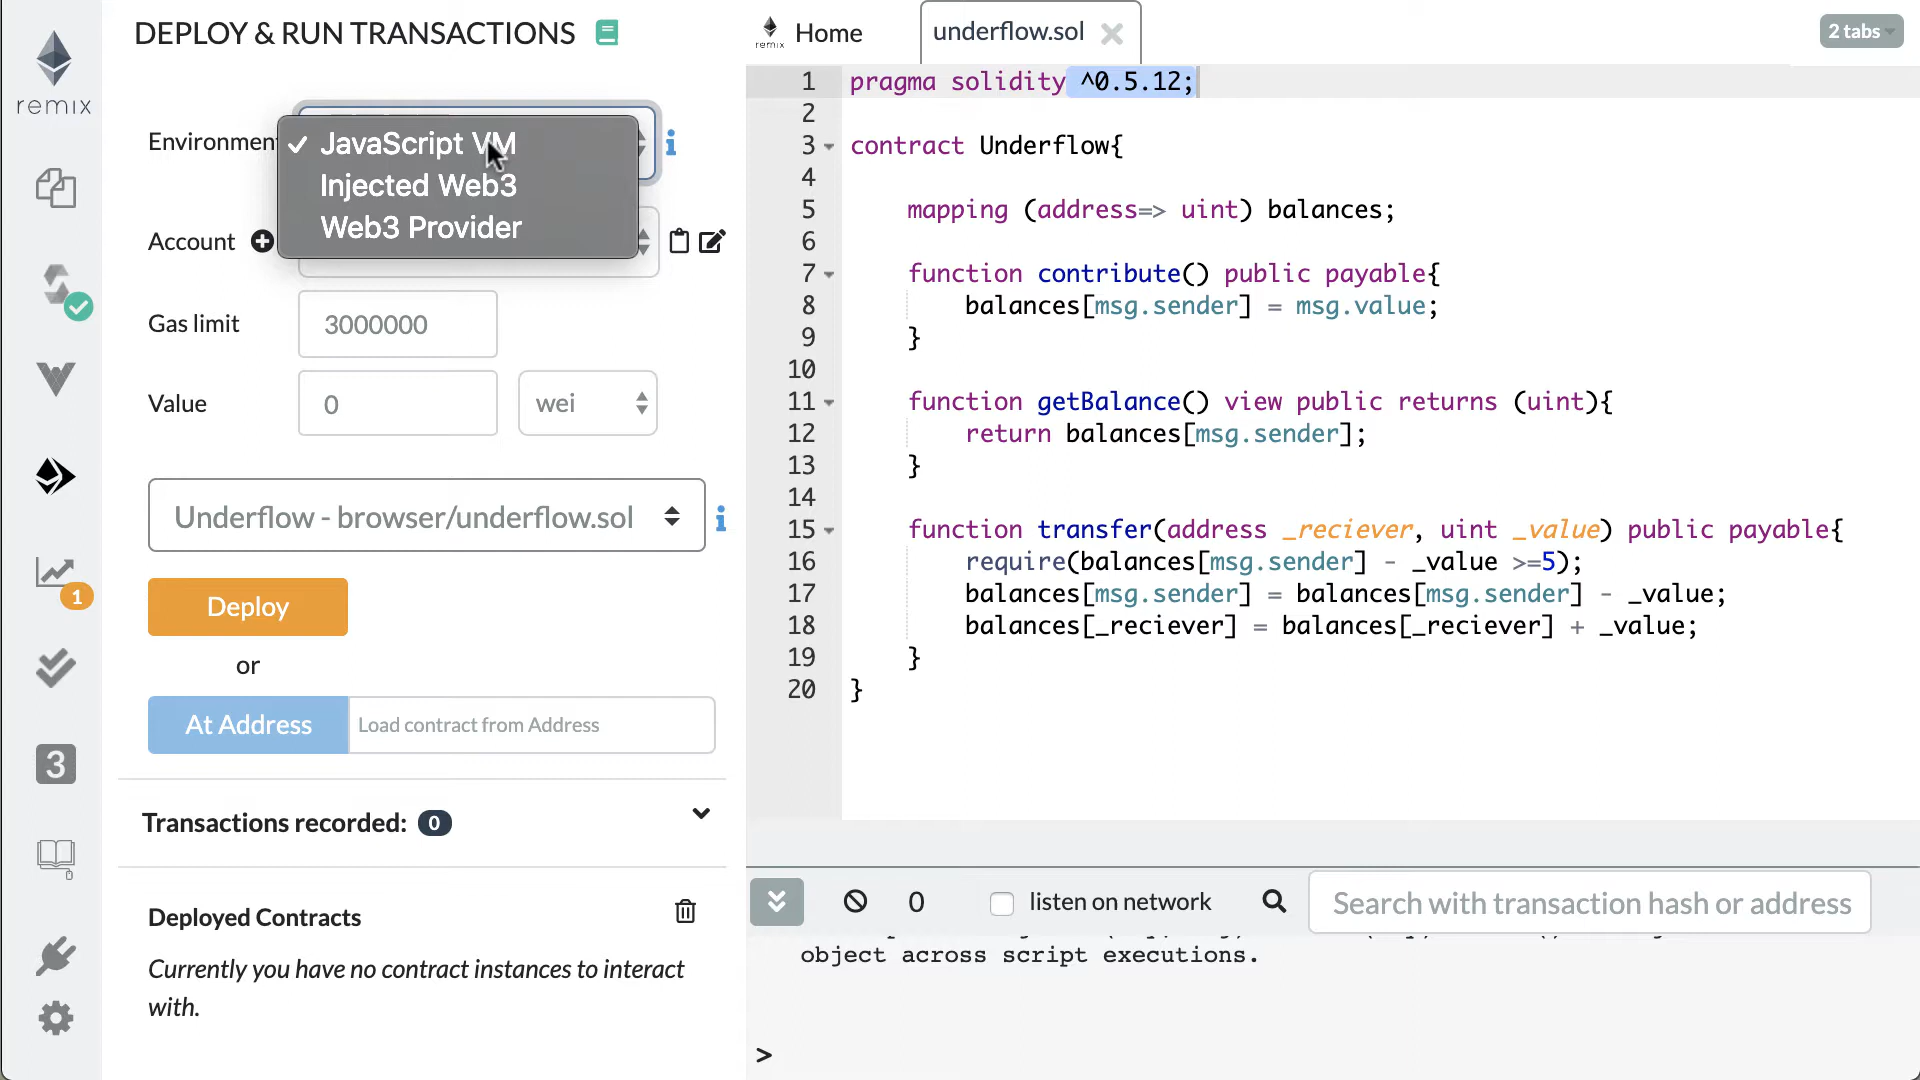 remix
DEPLOY & RUN TRANSACTIONS
Environment
JavaScript VM
Injected Web3
Web3 Provider
Account
Gas limit
3000000
Value
0
wei
Underflow - browser/underflow.sol
Deploy
or
At Address
Load contract from Address
Transactions recorded: 0
Deployed Contracts
Currently you have no contract instances to interact
with.
1
3
remix
Home
underflow.sol
2 tabs
1 pragma solidity ^0.5.12;
2
3 contract Underflow{
4
5 mapping (address=> uint) balances;
6
7 function contribute() public payable{
8 balances[msg.sender] = msg.value;
9 }
10
11 function getBalance() view public returns (uint){
12 return balances[msg.sender];
13 }
14
15 function transfer(address _reciever, uint _value) public payable{
16 require(balances[msg.sender] - _value >=5);
17 balances[msg.sender] = balances[msg.sender] - _value;
18 balances[_reciever] = balances[_reciever] + _value;
19 }
20 }
0
listen on network
Search with transaction hash or address
object across script executions.
>